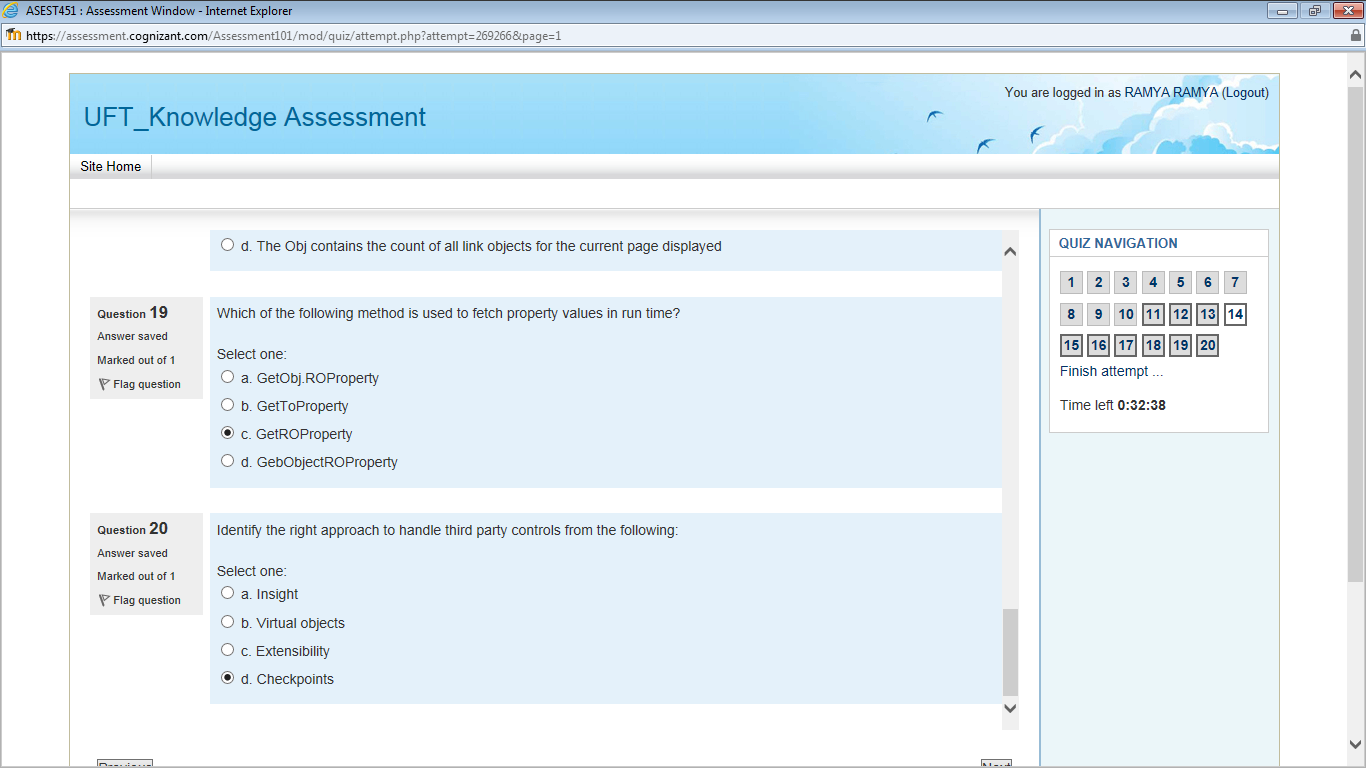 ASEST451 : Assessment Window - Internet Explorer
https://assessment.cognizant.com/Assessment101/mod/quiz/attempt.php?attempt=269266&page=1
You are logged in as RAMYA RAMYA (Logout)
UFT_Knowledge Assessment
Site Home
d. The Obj contains the count of all link objects for the current page displayed
Question 19
Answer saved
Marked out of 1
Flag question
Which of the following method is used to fetch property values in run time?
Select one:
a. GetObj.ROProperty
b. GetToProperty
c. GetROProperty
d. GebObjectROProperty
Question 20
Answer saved
Marked out of 1
Flag question
Identify the right approach to handle third party controls from the following:
Select one:
a. Insight
b. Virtual objects
c. Extensibility
d. Checkpoints
Previous
Next
QUIZ NAVIGATION
1 2 3 4 5 6 7
8 9 10 11 12 13 14
15 16 17 18 19 20
Finish attempt ...
Time left 0:32:38